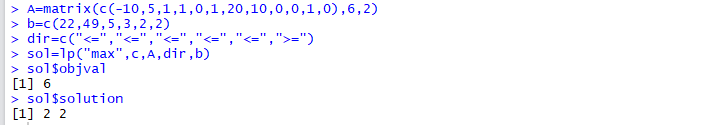 > A=matrix(c(-10,5,1,1,0,1,20,10,0,0,1,0),6,2)
> b=c(22,49,5,3,2,2)
> dir=c("<=","<=","<=","<=","<=",">=")
> sol=lp("max",c,A,dir,b)
> sol$objval
[1] 6
> sol$solution
[1] 2 2